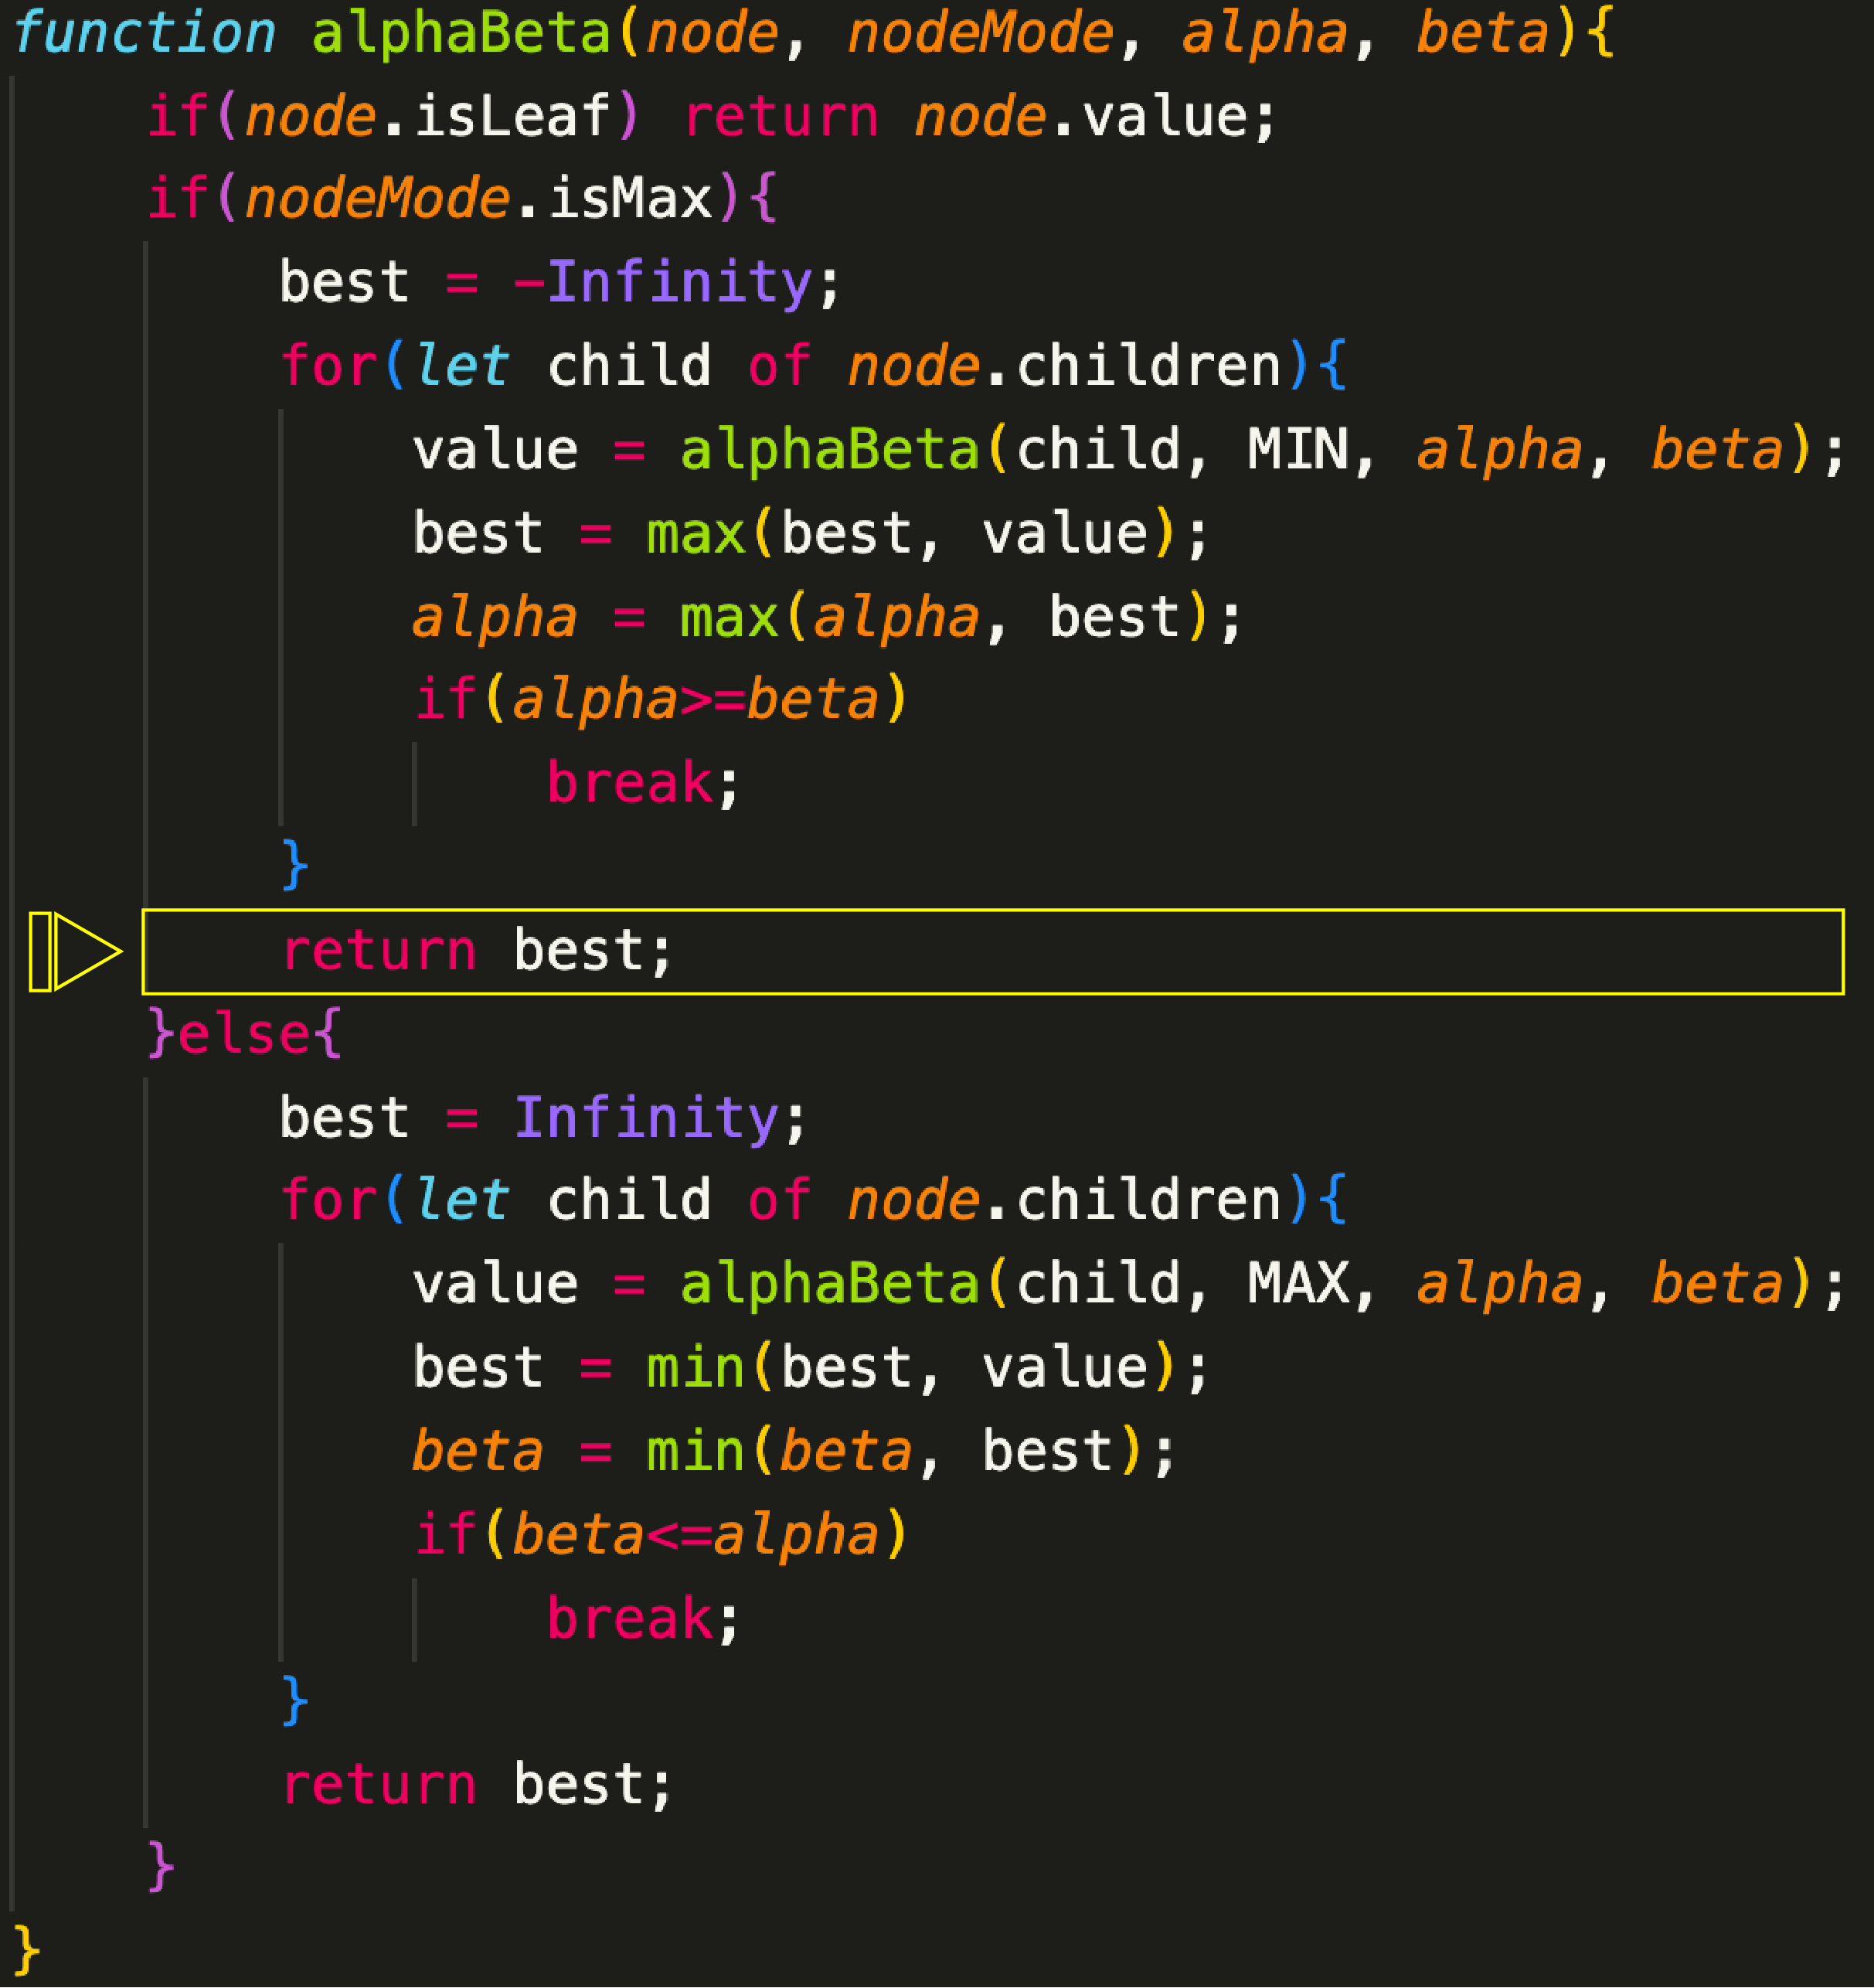 function alphaBeta(node, nodeMode, alpha, beta){
    if(node.isLeaf) return node.value;
    if(nodeMode.isMax){
        best = -Infinity;
        for(let child of node.children){
            value = alphaBeta(child, MIN, alpha, beta);
            best = max(best, value);
            alpha = max(alpha, best);
            if(alpha>=beta)
                break;
        }
        return best;
    }else{
        best = Infinity;
        for(let child of node.children){
            value = alphaBeta(child, MAX, alpha, beta);
            best = min(best, value);
            beta = min(beta, best);
            if(beta<=alpha)
                break;
        }
        return best;
    }
}